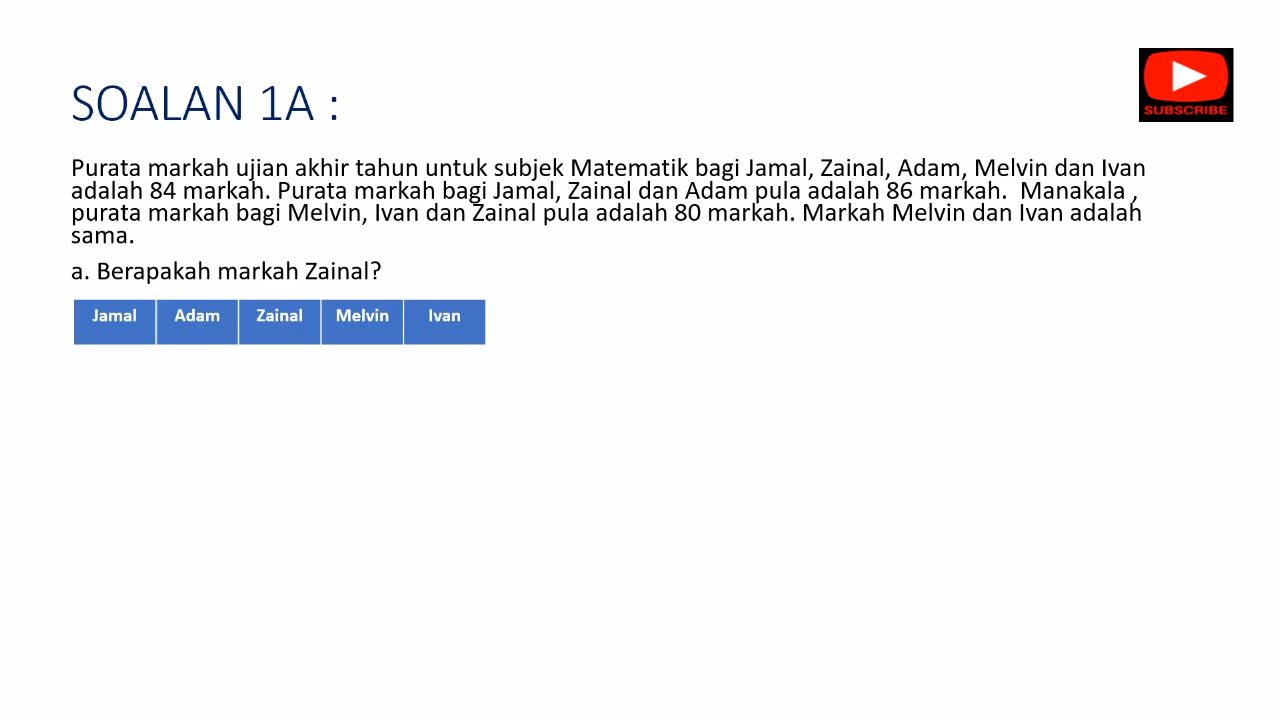 SUBSCRIBE
SOALAN 1A :
Purata markah ujian akhir tahun untuk subjek Matematik bagi Jamal, Zainal, Adam, Melvin dan Ivan
adalah 84 markah. Purata markah bagi Jamal, Zainal dan Adam pula adalah 86 markah.  Manakala ,
purata markah bagi Melvin, Ivan dan Zainal pula adalah 80 markah. Markah Melvin dan Ivan adalah
sama.
a. Berapakah markah Zainal?
Jamal Adam Zainal Melvin Ivan